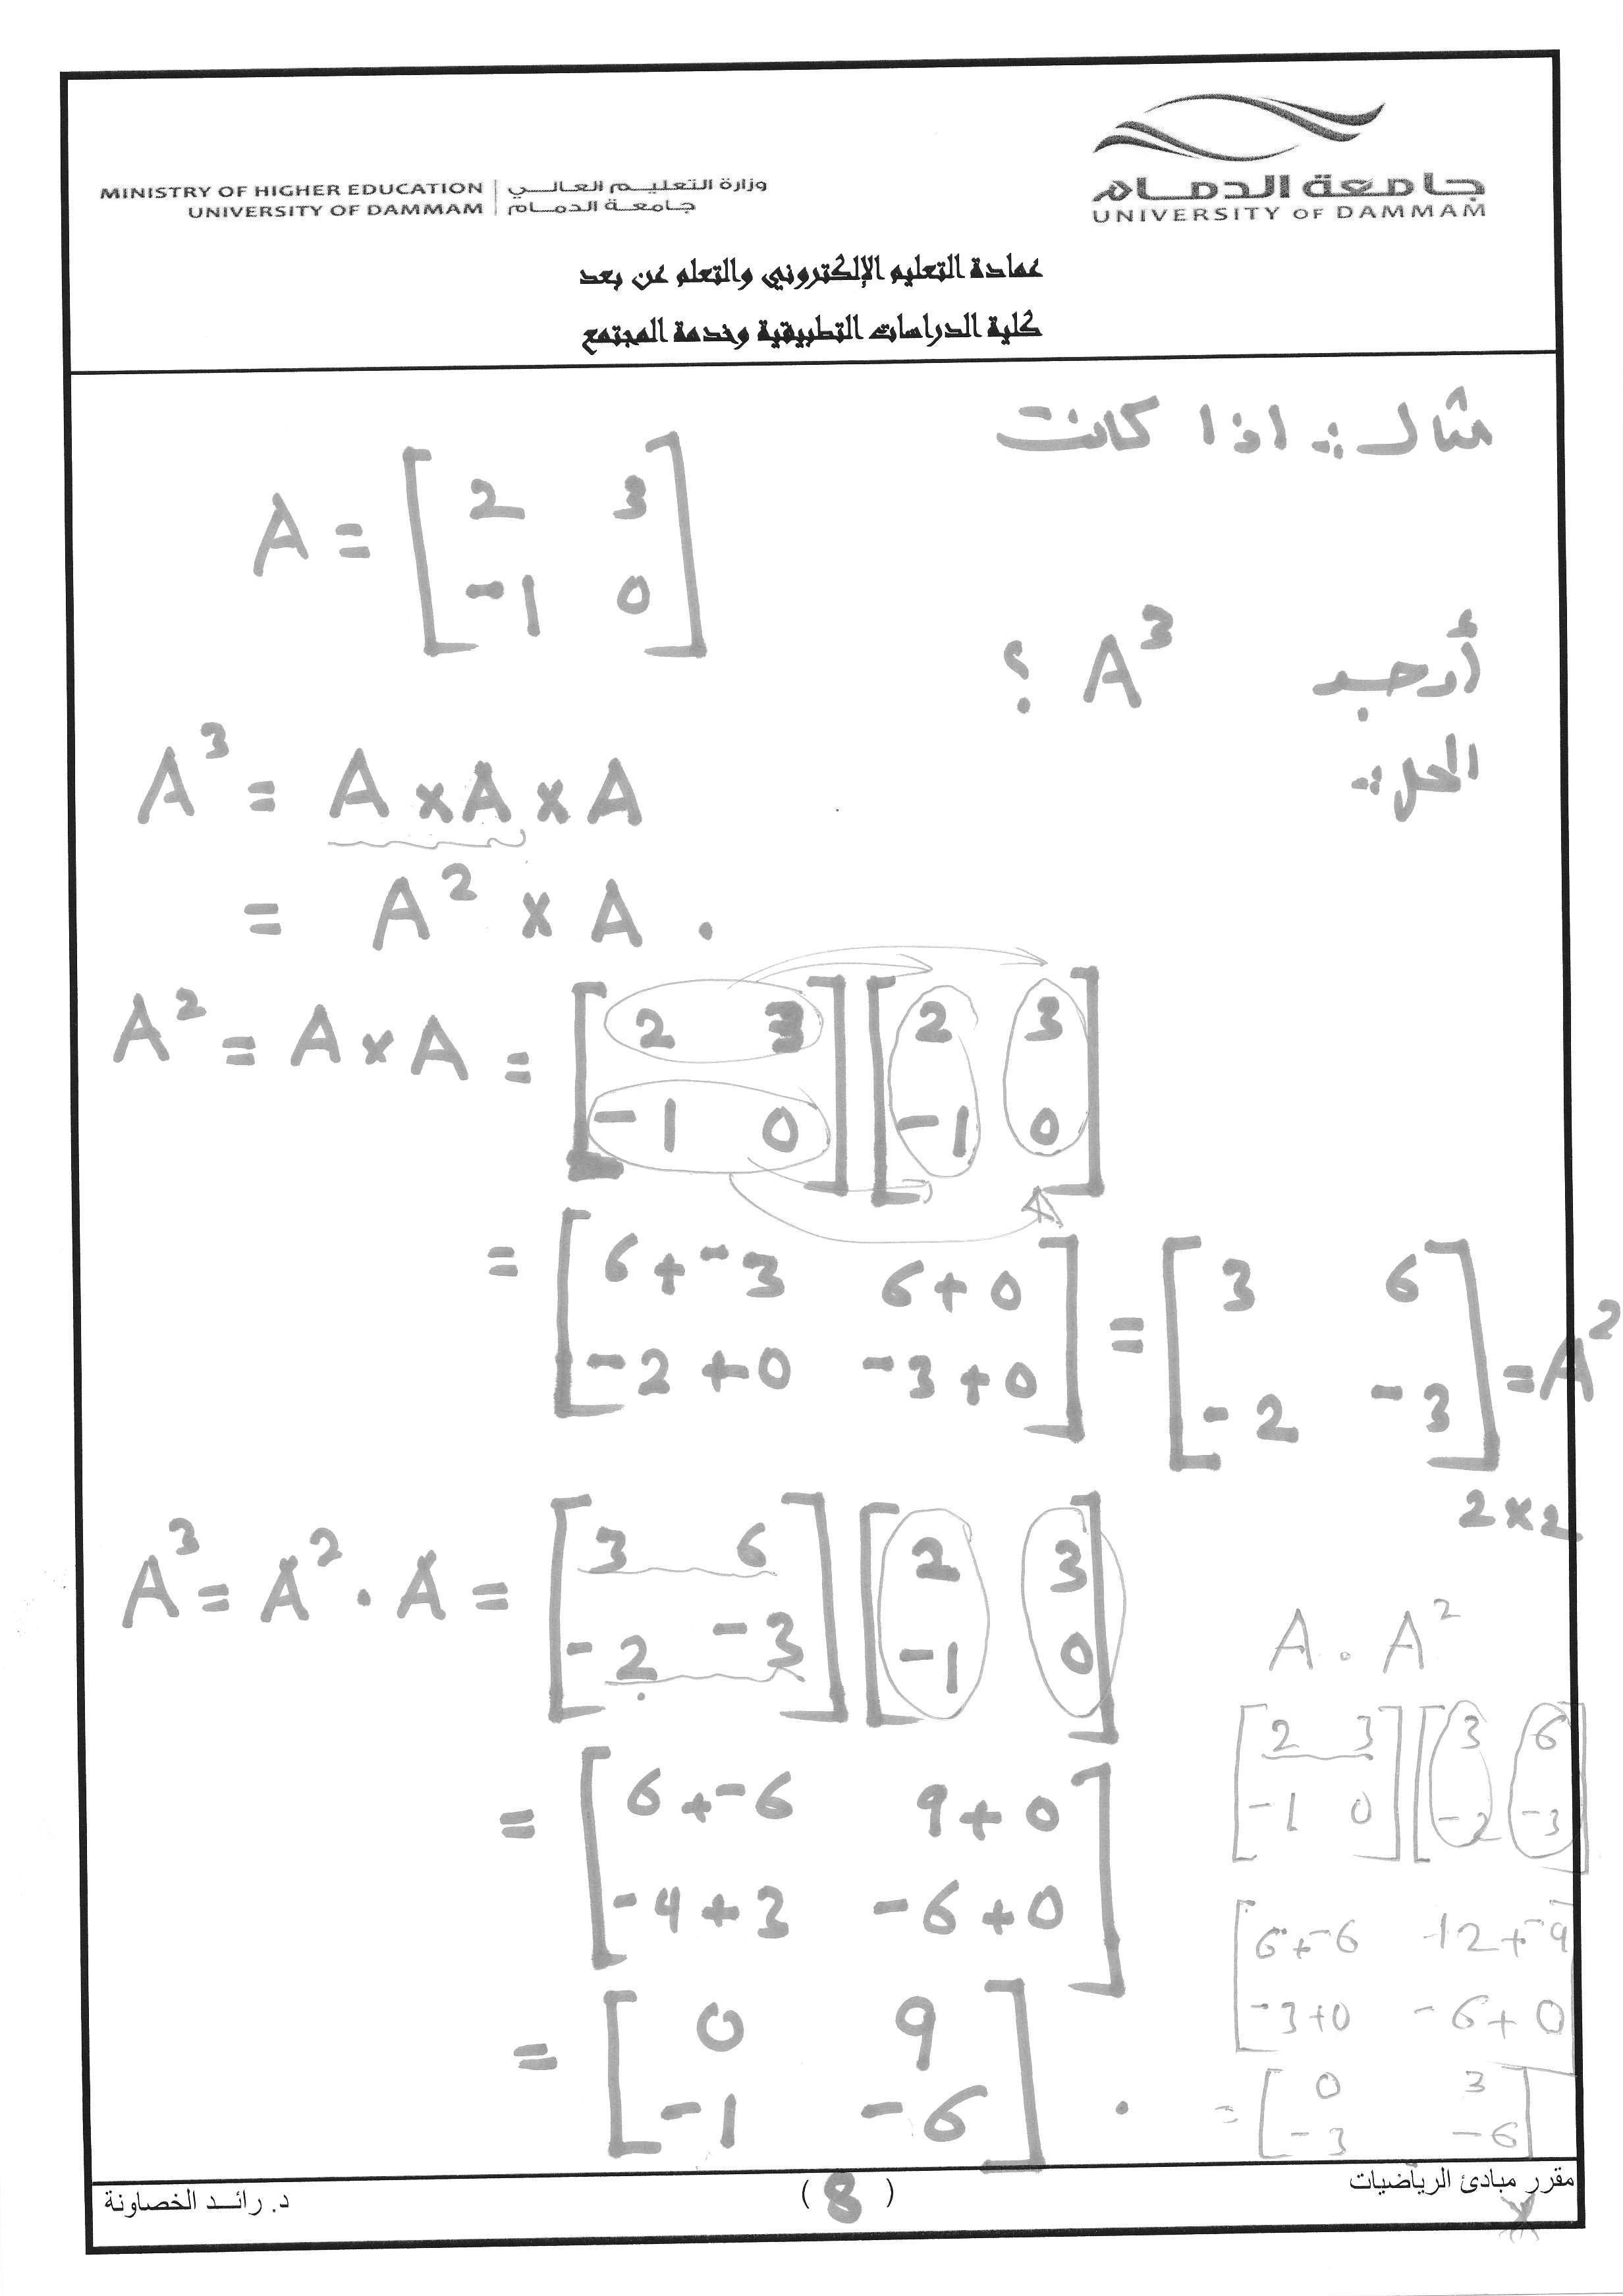 جامعة الدمام
UNIVERSITY OF DAMMAM
MINISTRY OF HIGHER EDUCATION | وزارة التعليم العالي
UNIVERSITY OF DAMMAM | جامعة الدمام
عمادة التعليم الإلكتروني والتعلم عن بعد
كلية الدراسات التطبيقية وخدمة المجتمع
مثال :- اذا كانت
A = [ 2 3
-1 0 ]
أوجد A³ ؟
الحل :-
A³ = A × A × A
= A² × A .
A² = A × A = [ 2 3 ] [ 2 3 ]
[ -1 0 ] [ -1 0 ]
= [ 6 + -3 6 + 0 ] = [ 3 6 ]
[ -2 + 0 -3 + 0 ] [ -2 -3 ] = A²
2 × 2
A³ = A² . A = [ 3 6 ] [ 2 3 ]
[ -2 -3 ] [ -1 0 ]
= [ 6 + -6 9 + 0 ]
[ -4 + 3 -6 + 0 ]
= [ 0 9 ]
[ -1 -6 ] .
A . A²
[ 2 3 ] [ 3 6 ]
[ -1 0 ] [ -2 -3 ]
[ 6 + -6 12 + -9 ]
[ -3 + 0 -6 + 0 ]
= [ 0 3 ]
[ -3 -6 ]
مقرر مبادئ الرياضيات
( 8 )
د. رائد الخصاونة